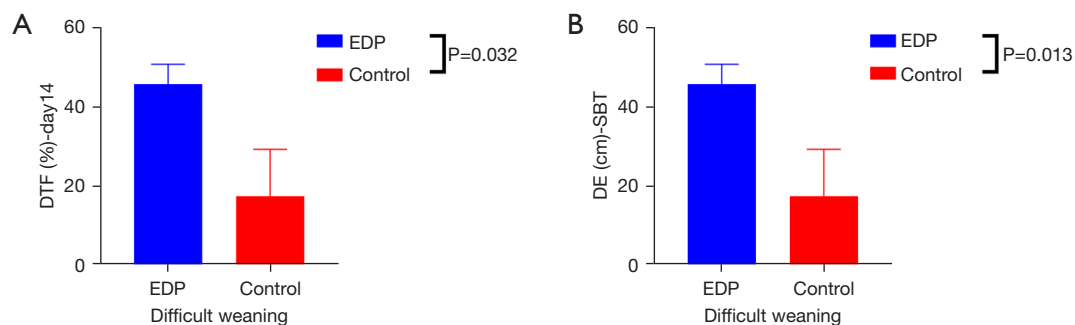 A
60
40
20
0
DTF (%)-day14
EDP
Control
P=0.032
EDP
Control
Difficult weaning
B
60
40
20
0
DE (cm)-SBT
EDP
Control
P=0.013
EDP
Control
Difficult weaning